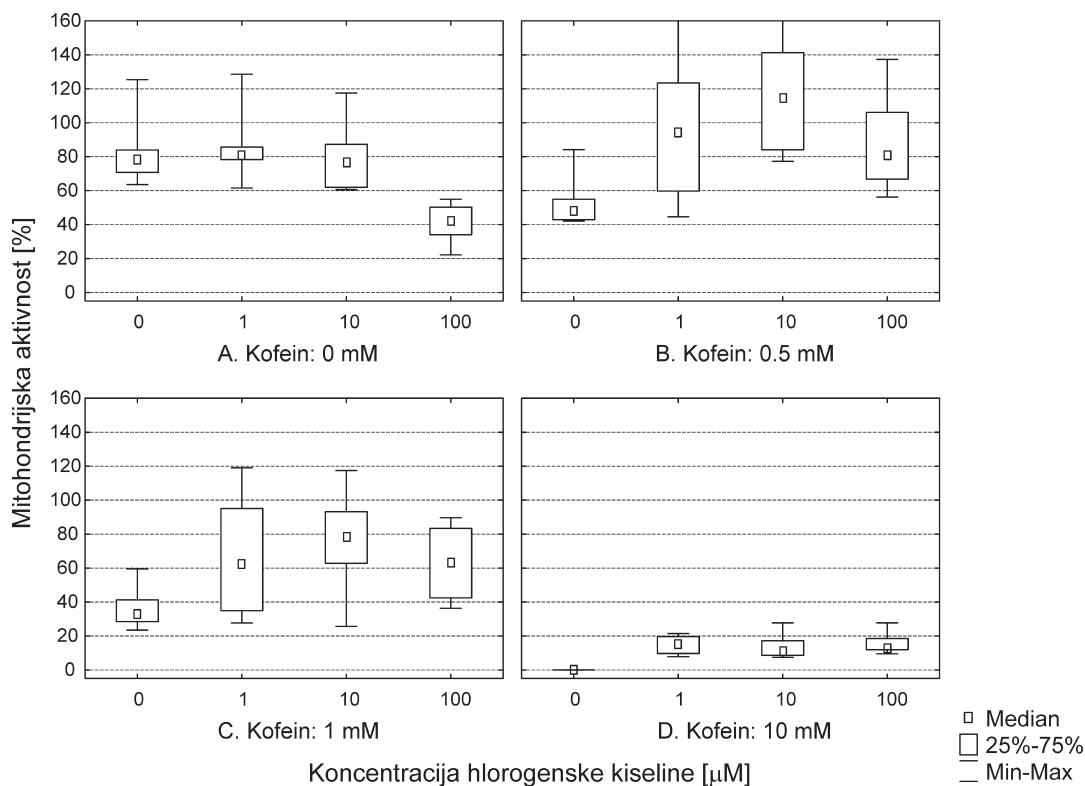 Mitohondrijska aktivnost [%]
160
140
120
100
80
60
40
20
0
0 1 10 100
A. Kofein: 0 mM
0 1 10 100
B. Kofein: 0.5 mM
160
140
120
100
80
60
40
20
0
0 1 10 100
C. Kofein: 1 mM
0 1 10 100
D. Kofein: 10 mM
Koncentracija hlorogenske kiseline [µM]
Median
25%-75%
Min-Max